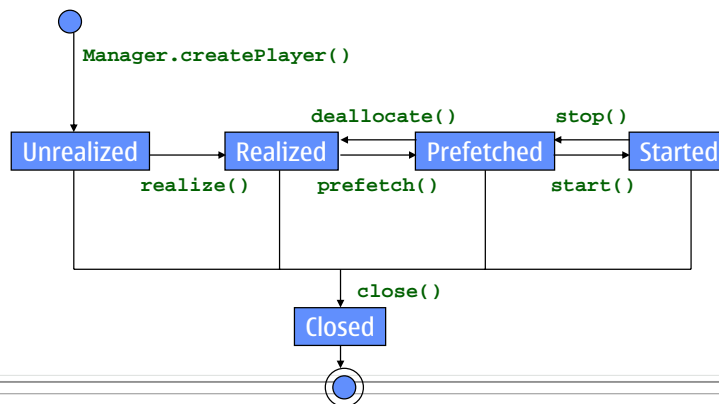 Manager.createPlayer()
deallocate() stop()
Unrealized Realized Prefetched Started
realize() prefetch() start()
close()
Closed